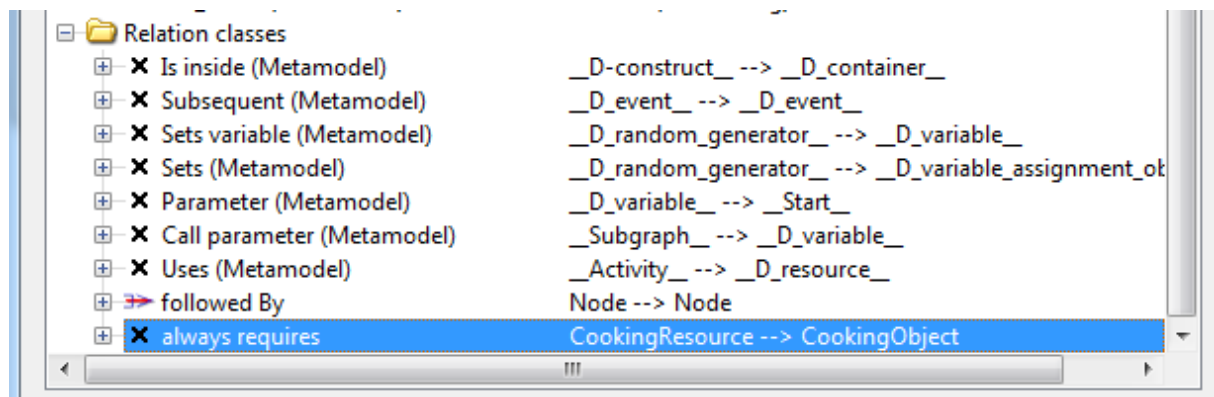 Relation classes
Is inside (Metamodel) __D-construct__ --> __D_container__
Subsequent (Metamodel) __D_event__ --> __D_event__
Sets variable (Metamodel) __D_random_generator__ --> __D_variable__
Sets (Metamodel) __D_random_generator__ --> __D_variable_assignment_ob
Parameter (Metamodel) __D_variable__ --> __Start__
Call parameter (Metamodel) __Subgraph__ --> __D_variable__
Uses (Metamodel) __Activity__ --> __D_resource__
followed By Node --> Node
always requires CookingResource --> CookingObject